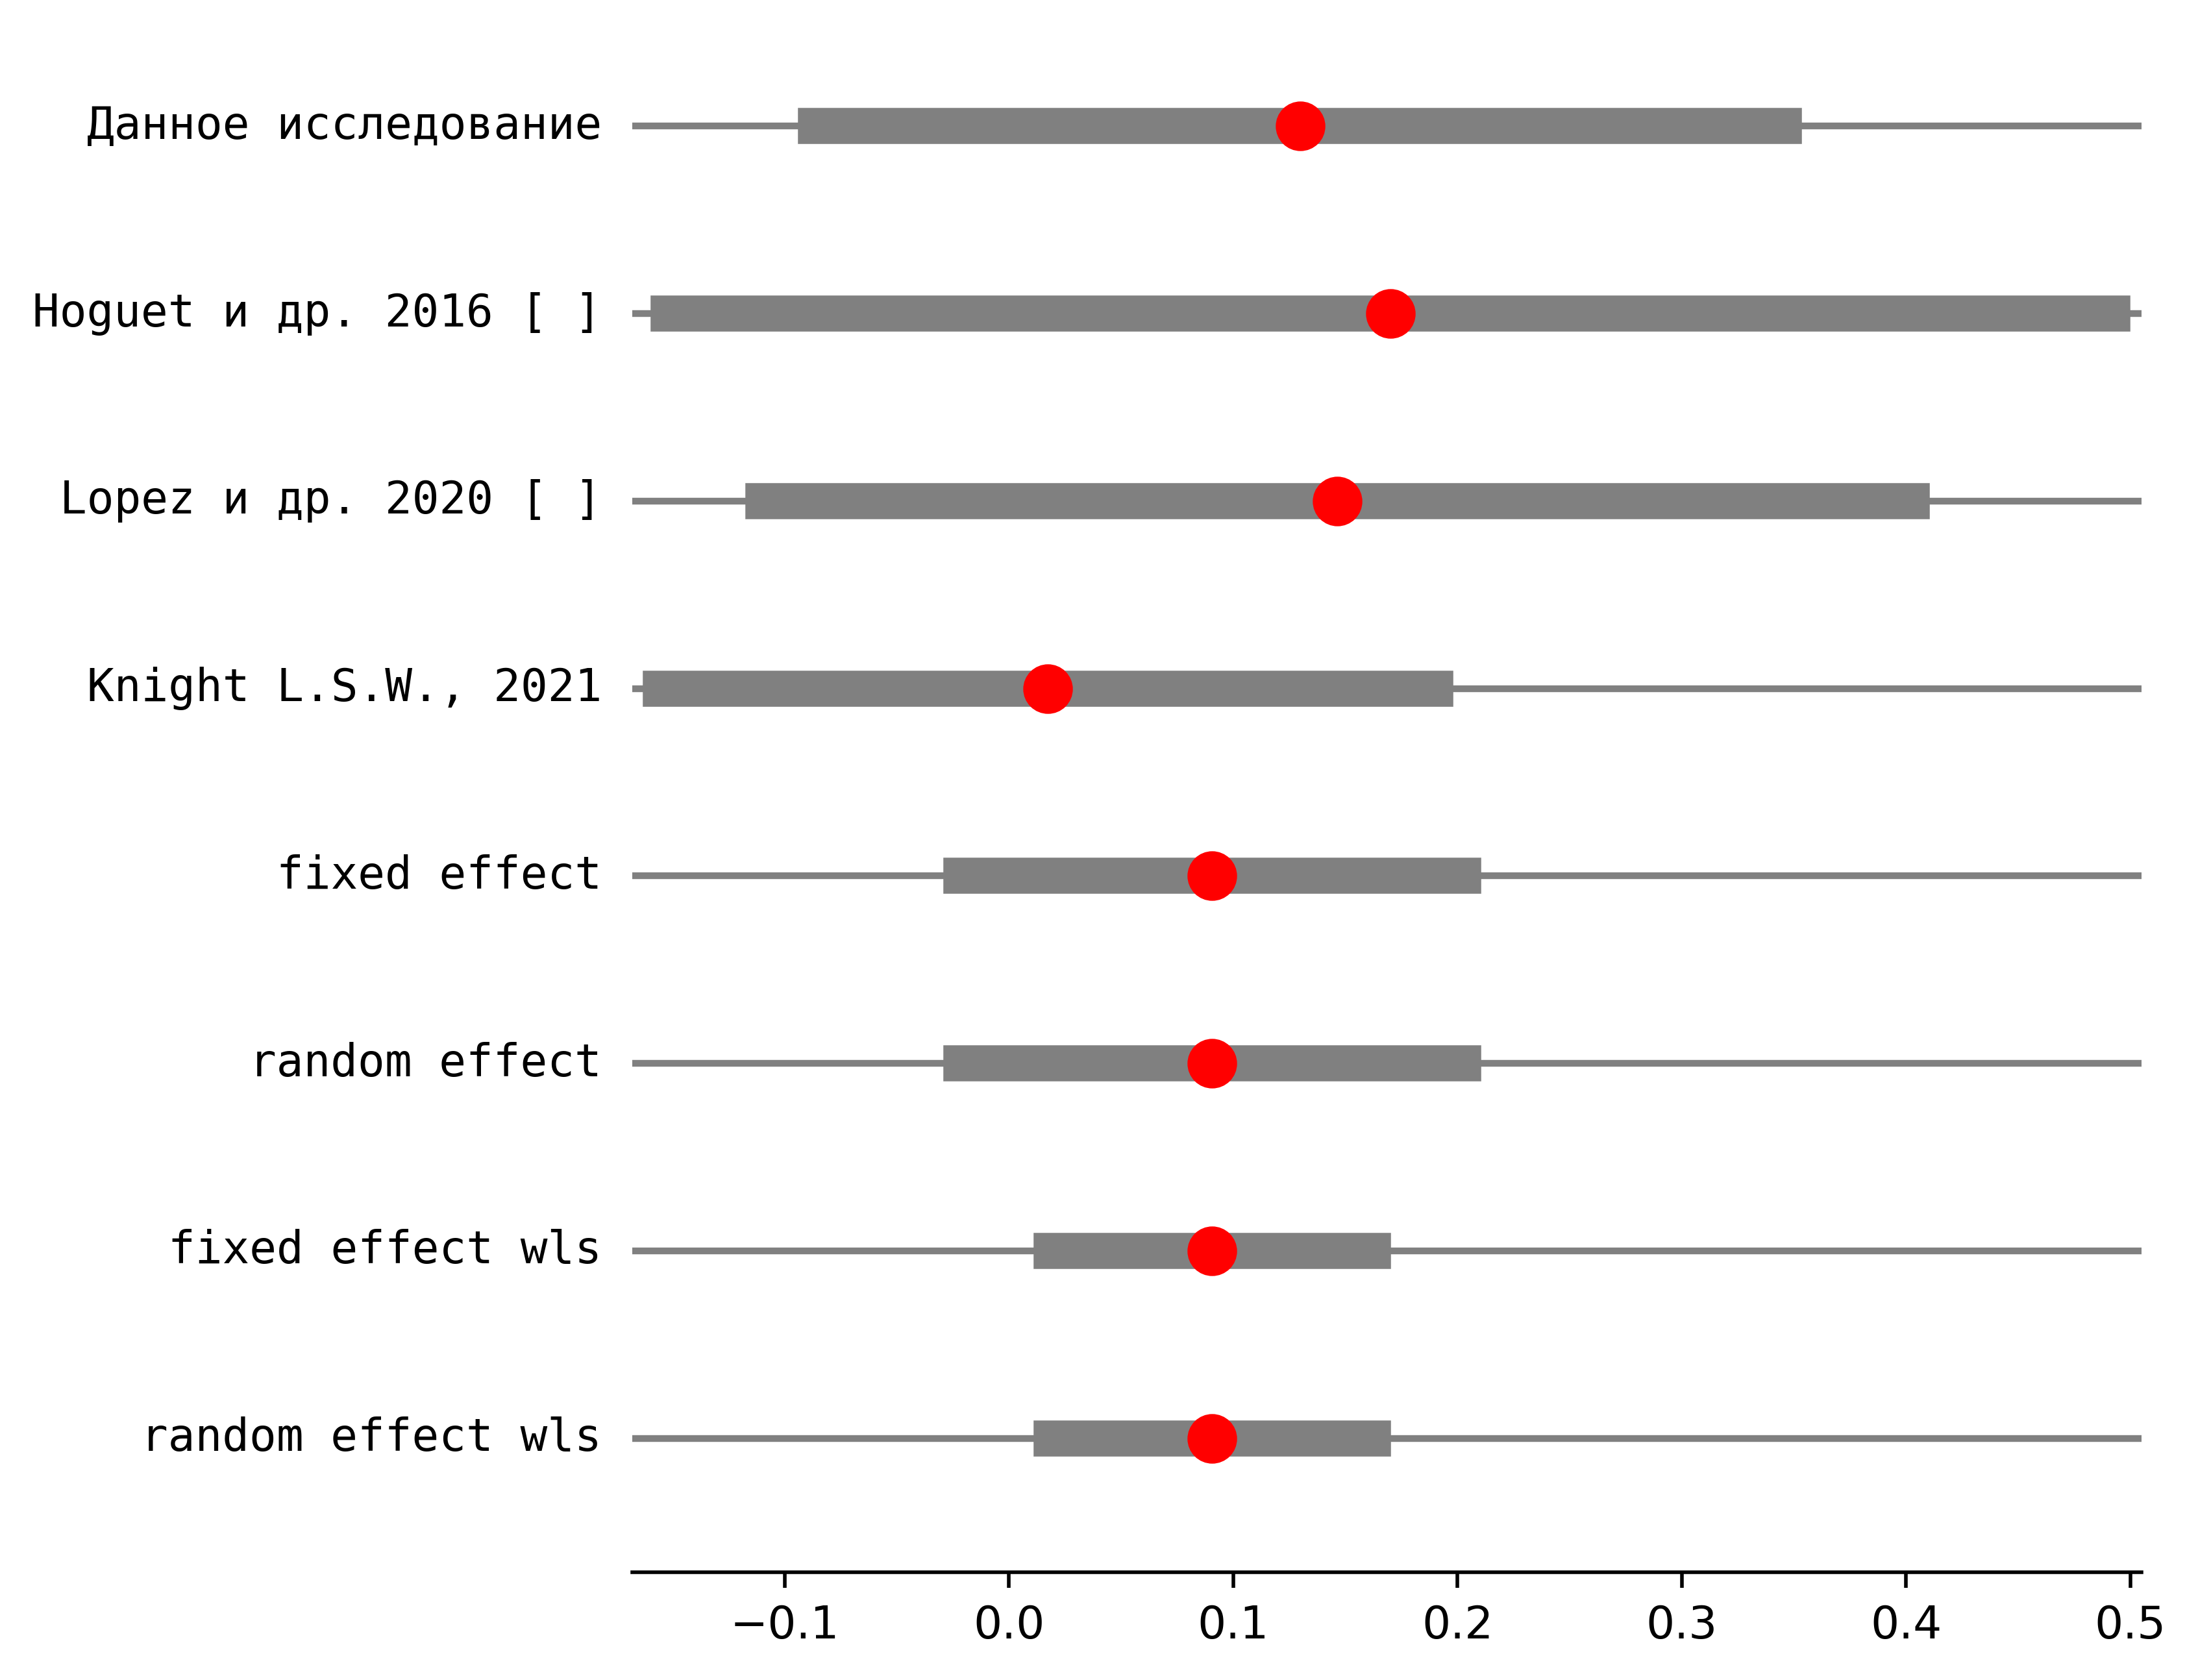 Данное исследование
Hoguet и др. 2016 [ ]
Lopez и др. 2020 [ ]
Knight L.S.W., 2021
fixed effect
random effect
fixed effect wls
random effect wls
−0.1 0.0 0.1 0.2 0.3 0.4 0.5